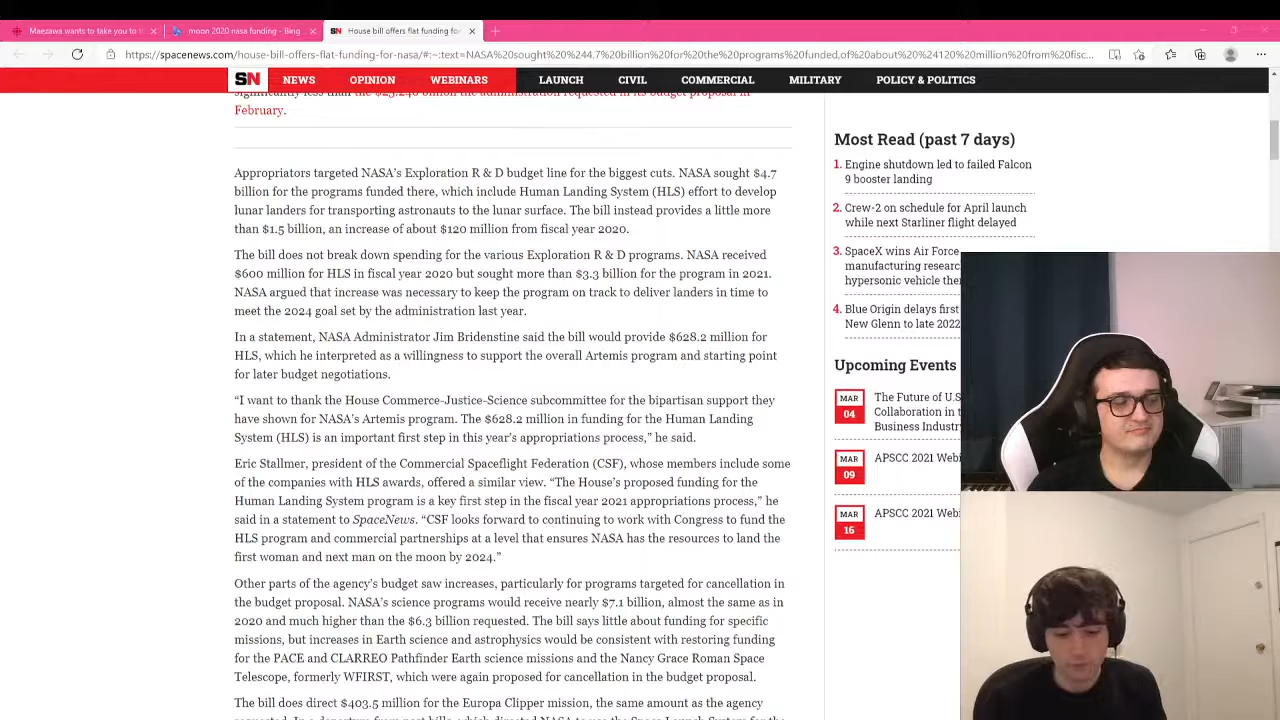 Maezawa wants to take you to t
moon 2020 nasa funding - Bing
House bill offers flat funding for
https://spacenews.com/house-bill-offers-flat-funding-for-nasa/#:~:text=NASA%20sought%20%244.7%20billion%20for%20the%20programs%20funded,of%20about%20%24120%20million%20from%20fisc...
SN
NEWS
OPINION
WEBINARS
LAUNCH
CIVIL
COMMERCIAL
MILITARY
POLICY & POLITICS
significantly less than the $25.246 billion the administration requested in its budget proposal in
February.
Appropriators targeted NASA's Exploration R & D budget line for the biggest cuts. NASA sought $4.7
billion for the programs funded there, which include Human Landing System (HLS) effort to develop
lunar landers for transporting astronauts to the lunar surface. The bill instead provides a little more
than $1.5 billion, an increase of about $120 million from fiscal year 2020.
The bill does not break down spending for the various Exploration R & D programs. NASA received
$600 million for HLS in fiscal year 2020 but sought more than $3.3 billion for the program in 2021.
NASA argued that increase was necessary to keep the program on track to deliver landers in time to
meet the 2024 goal set by the administration last year.
In a statement, NASA Administrator Jim Bridenstine said the bill would provide $628.2 million for
HLS, which he interpreted as a willingness to support the overall Artemis program and starting point
for later budget negotiations.
“I want to thank the House Commerce-Justice-Science subcommittee for the bipartisan support they
have shown for NASA's Artemis program. The $628.2 million in funding for the Human Landing
System (HLS) is an important first step in this year's appropriations process,” he said.
Eric Stallmer, president of the Commercial Spaceflight Federation (CSF), whose members include some
of the companies with HLS awards, offered a similar view. “The House's proposed funding for the
Human Landing System program is a key first step in the fiscal year 2021 appropriations process,” he
said in a statement to SpaceNews. “CSF looks forward to continuing to work with Congress to fund the
HLS program and commercial partnerships at a level that ensures NASA has the resources to land the
first woman and next man on the moon by 2024.”
Other parts of the agency's budget saw increases, particularly for programs targeted for cancellation in
the budget proposal. NASA's science programs would receive nearly $7.1 billion, almost the same as in
2020 and much higher than the $6.3 billion requested. The bill says little about funding for specific
missions, but increases in Earth science and astrophysics would be consistent with restoring funding
for the PACE and CLARREO Pathfinder Earth science missions and the Nancy Grace Roman Space
Telescope, formerly WFIRST, which were again proposed for cancellation in the budget proposal.
The bill does direct $403.5 million for the Europa Clipper mission, the same amount as the agency
Most Read (past 7 days)
1. Engine shutdown led to failed Falcon
9 booster landing
2. Crew-2 on schedule for April launch
while next Starliner flight delayed
3. SpaceX wins Air Force
manufacturing researc
hypersonic vehicle ther
4. Blue Origin delays first
New Glenn to late 2022
Upcoming Events
MAR
04
The Future of U.S
Collaboration in t
Business Industry
MAR
09
APSCC 2021 Webi
MAR
16
APSCC 2021 Webi